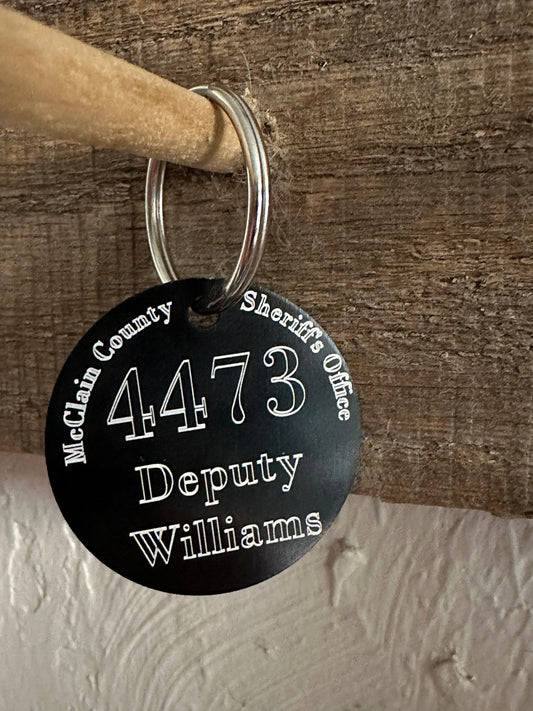 McClain County Sheriff's Office
4473
Deputy
Williams